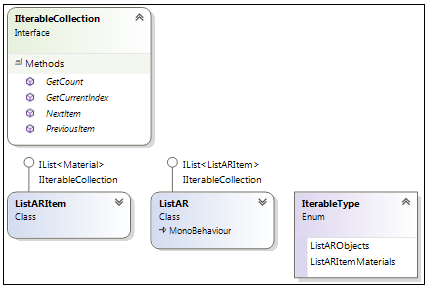 IIterableCollection
Interface
Methods
GetCount
GetCurrentIndex
NextItem
PreviousItem
IList<Material>
IIterableCollection
IList<ListARItem>
IIterableCollection
ListARItem
Class
ListAR
Class
MonoBehaviour
IterableType
Enum
ListARObjects
ListARItemMaterials